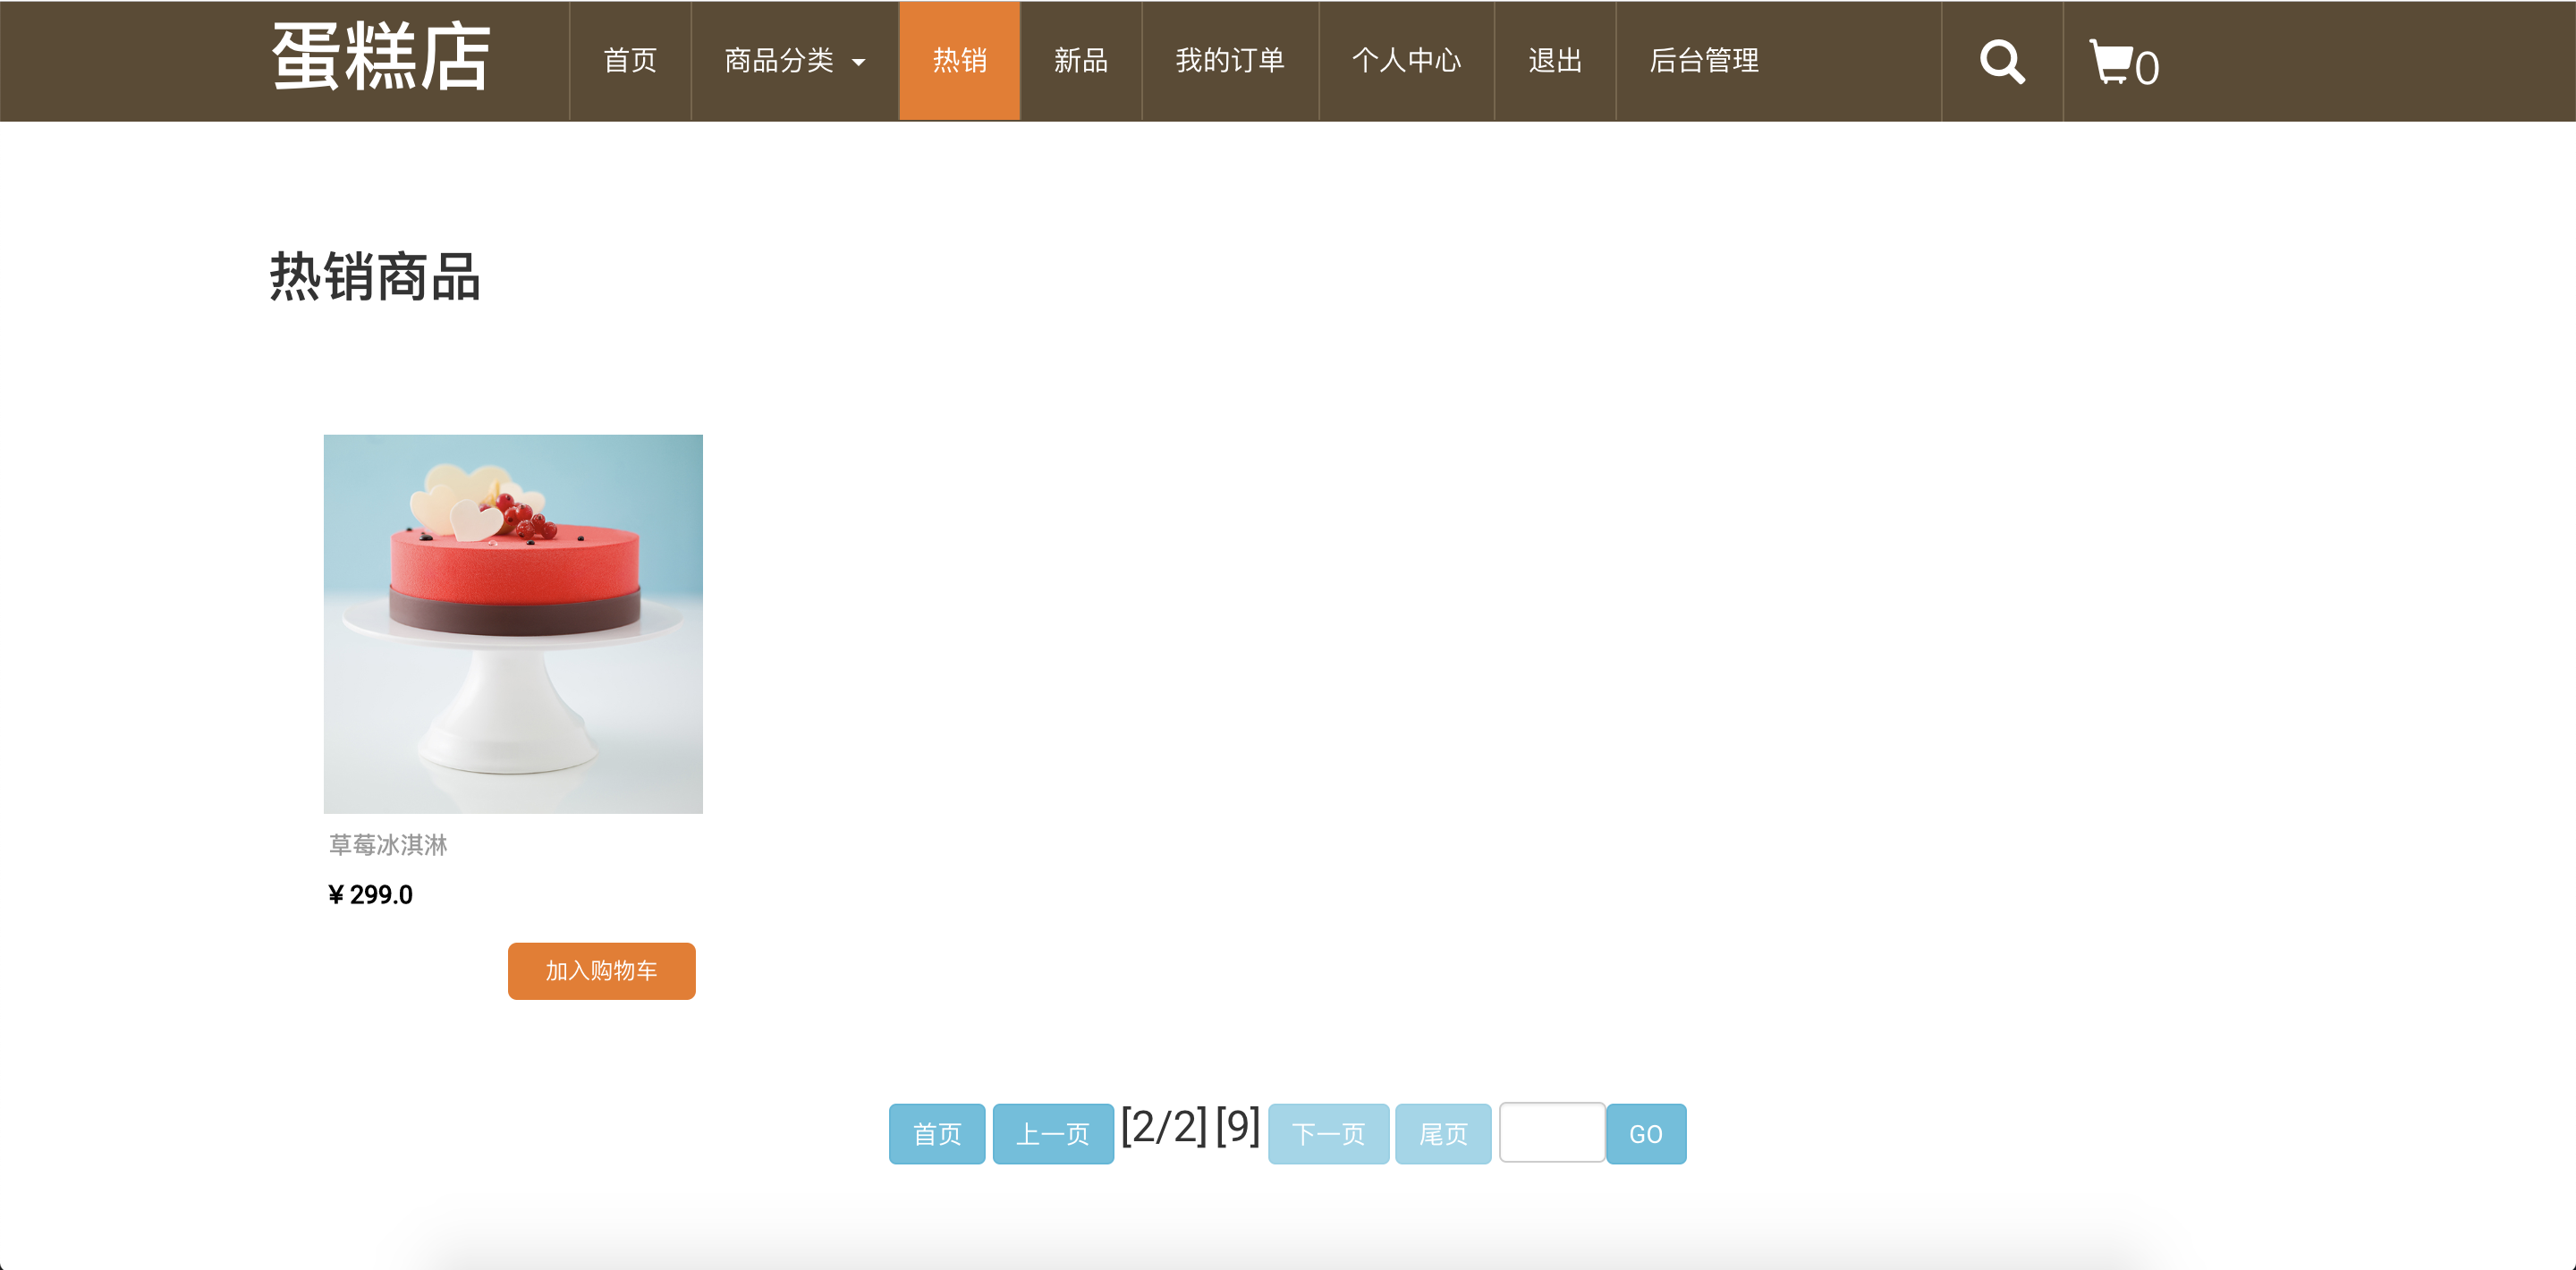 蛋糕店 首页 商品分类 热销 新品 我的订单 个人中心 退出 后台管理 0
热销商品
草莓冰淇淋
¥ 299.0
加入购物车
首页 上一页 [2/2] [9] 下一页 尾页 GO